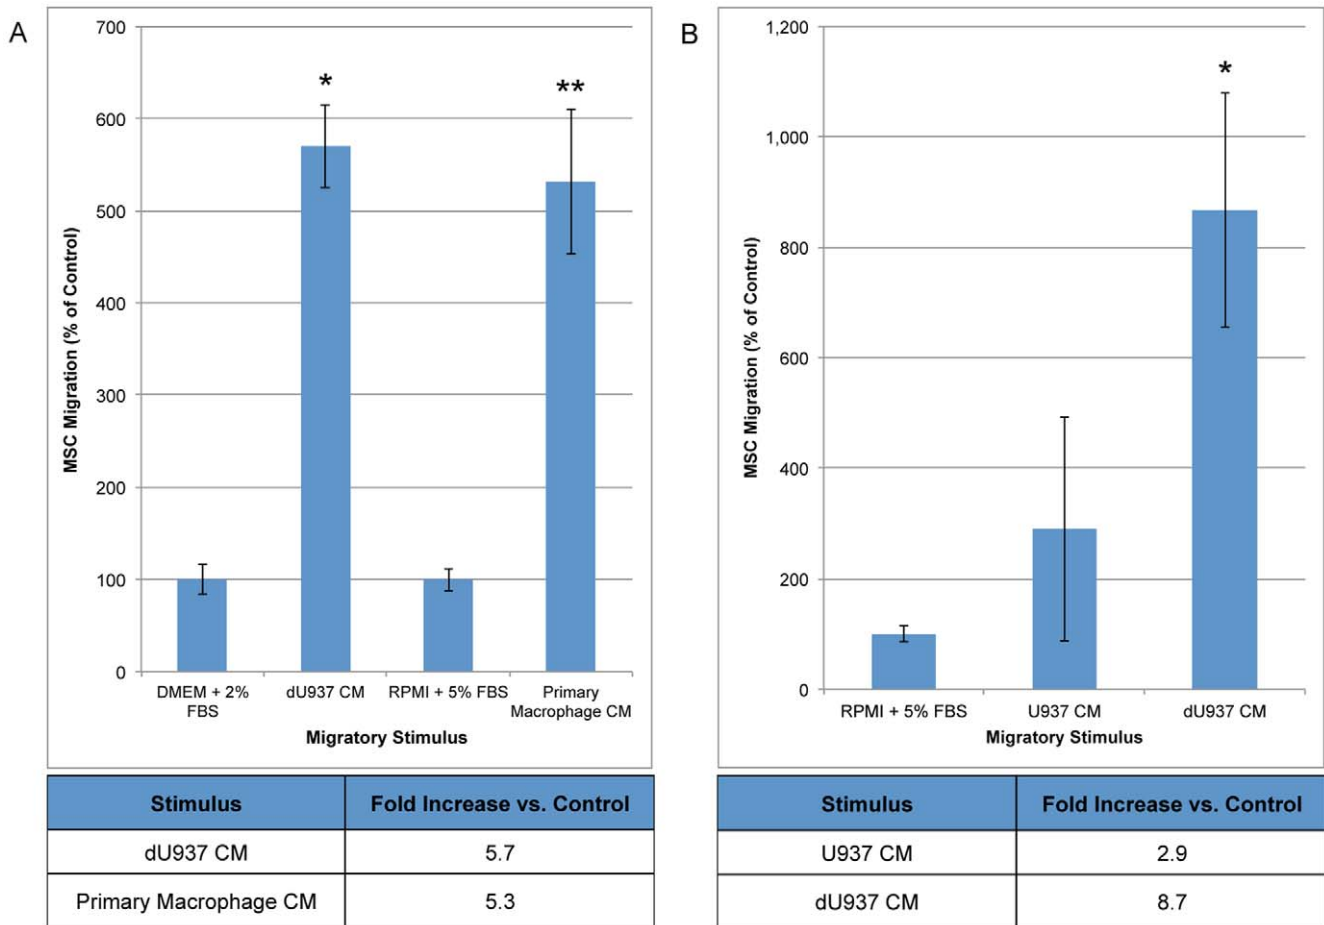 A
700
600
500
400
300
200
100
0
MSC Migration (% of Control)
*
**
DMEM + 2%
FBS
dU937 CM
RPMI + 5% FBS
Primary
Macrophage CM
Migratory Stimulus
Stimulus Fold Increase vs. Control
dU937 CM 5.7
Primary Macrophage CM 5.3
B
1,200
1,000
800
600
400
200
0
MSC Migration (% of Control)
*
RPMI + 5% FBS
U937 CM
dU937 CM
Migratory Stimulus
Stimulus Fold Increase vs. Control
U937 CM 2.9
dU937 CM 8.7